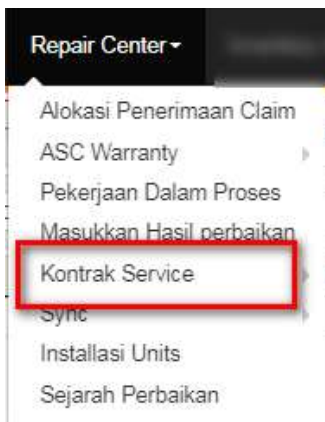 Repair Center
Alokasi Penerimaan Claim
ASC Warranty
Pekerjaan Dalam Proses
Masukkan Hasil perbaikan
Kontrak Service
Sync
Installasi Units
Sejarah Perbaikan